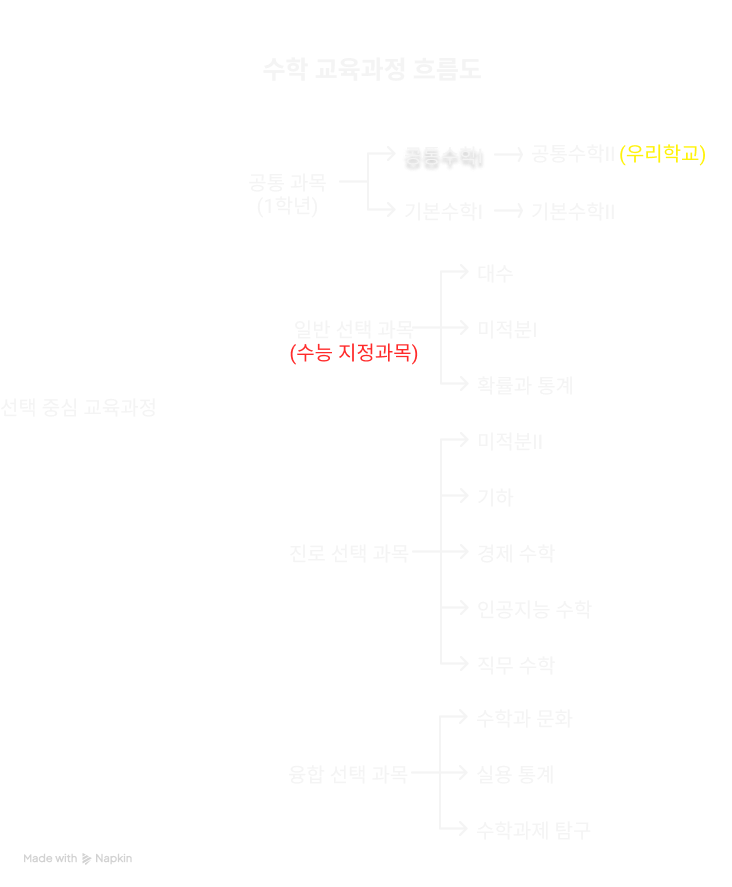 수학 교육과정 흐름도
공통수학I
공통수학II (우리학교)
공통 과목
(1학년)
기본수학I
기본수학II
대수
일반 선택 과목
(수능 지정과목)
미적분I
확률과 통계
선택 중심 교육과정
미적분II
기하
진로 선택 과목
경제 수학
인공지능 수학
직무 수학
수학과 문화
융합 선택 과목
실용 통계
수학과제 탐구
Made with Napkin